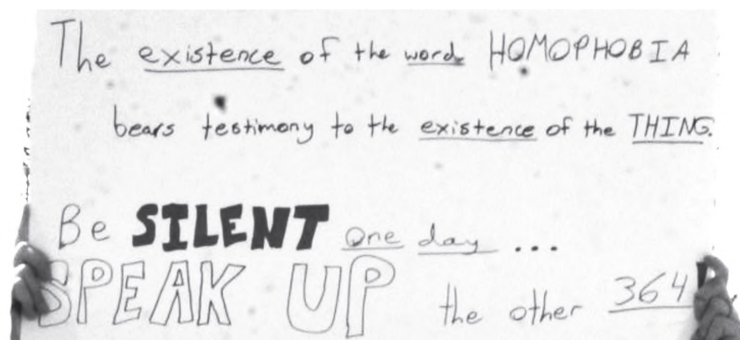 The existence of the word HOMOPHOBIA
bears testimony to the existence of the THING.
Be SILENT one day ...
SPEAK UP the other 364